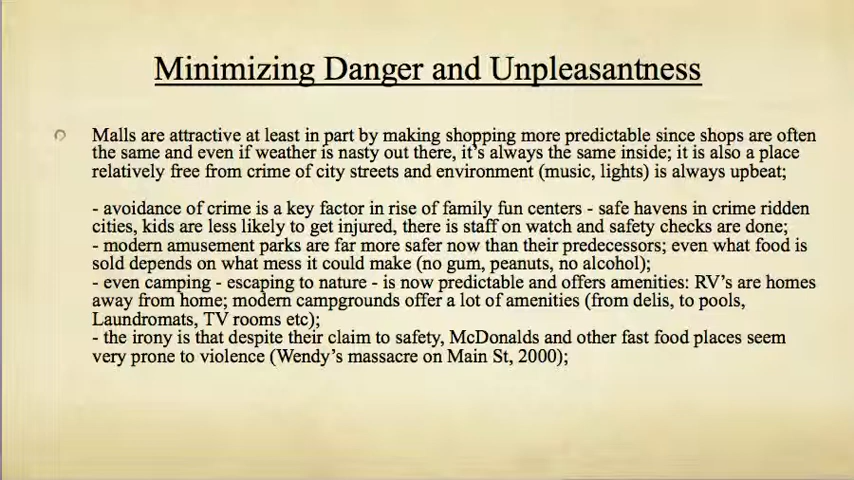 Minimizing Danger and Unpleasantness
Malls are attractive at least in part by making shopping more predictable since shops are often
the same and even if weather is nasty out there, it's always the same inside; it is also a place
relatively free from crime of city streets and environment (music, lights) is always upbeat;
- avoidance of crime is a key factor in rise of family fun centers - safe havens in crime ridden
cities, kids are less likely to get injured, there is staff on watch and safety checks are done;
- modern amusement parks are far more safer now than their predecessors; even what food is
sold depends on what mess it could make (no gum, peanuts, no alcohol);
- even camping - escaping to nature - is now predictable and offers amenities: RV's are homes
away from home; modern campgrounds offer a lot of amenities (from delis, to pools,
Laundromats, TV rooms etc);
- the irony is that despite their claim to safety, McDonalds and other fast food places seem
very prone to violence (Wendy's massacre on Main St, 2000);